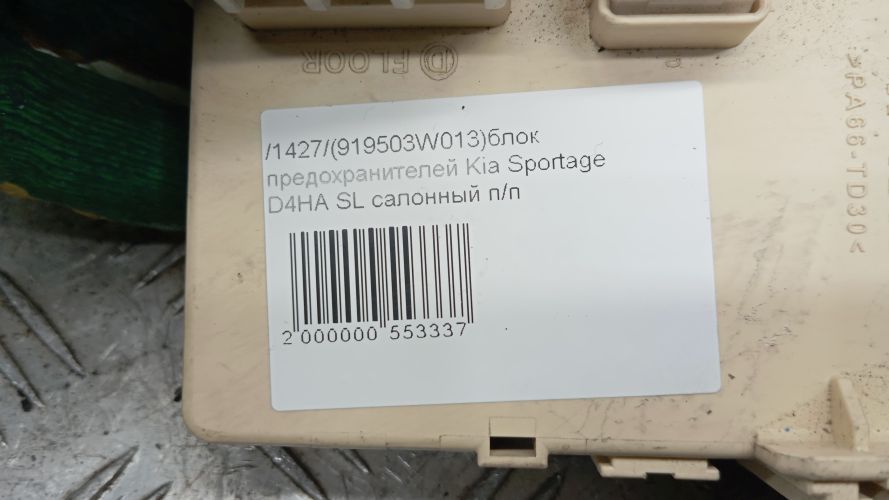 FLOOR
/1427/(919503W013)блок
предохранителей Kia Sportage
D4HA SL салонный п/п
2 000000 553337
>PA66-TD30<